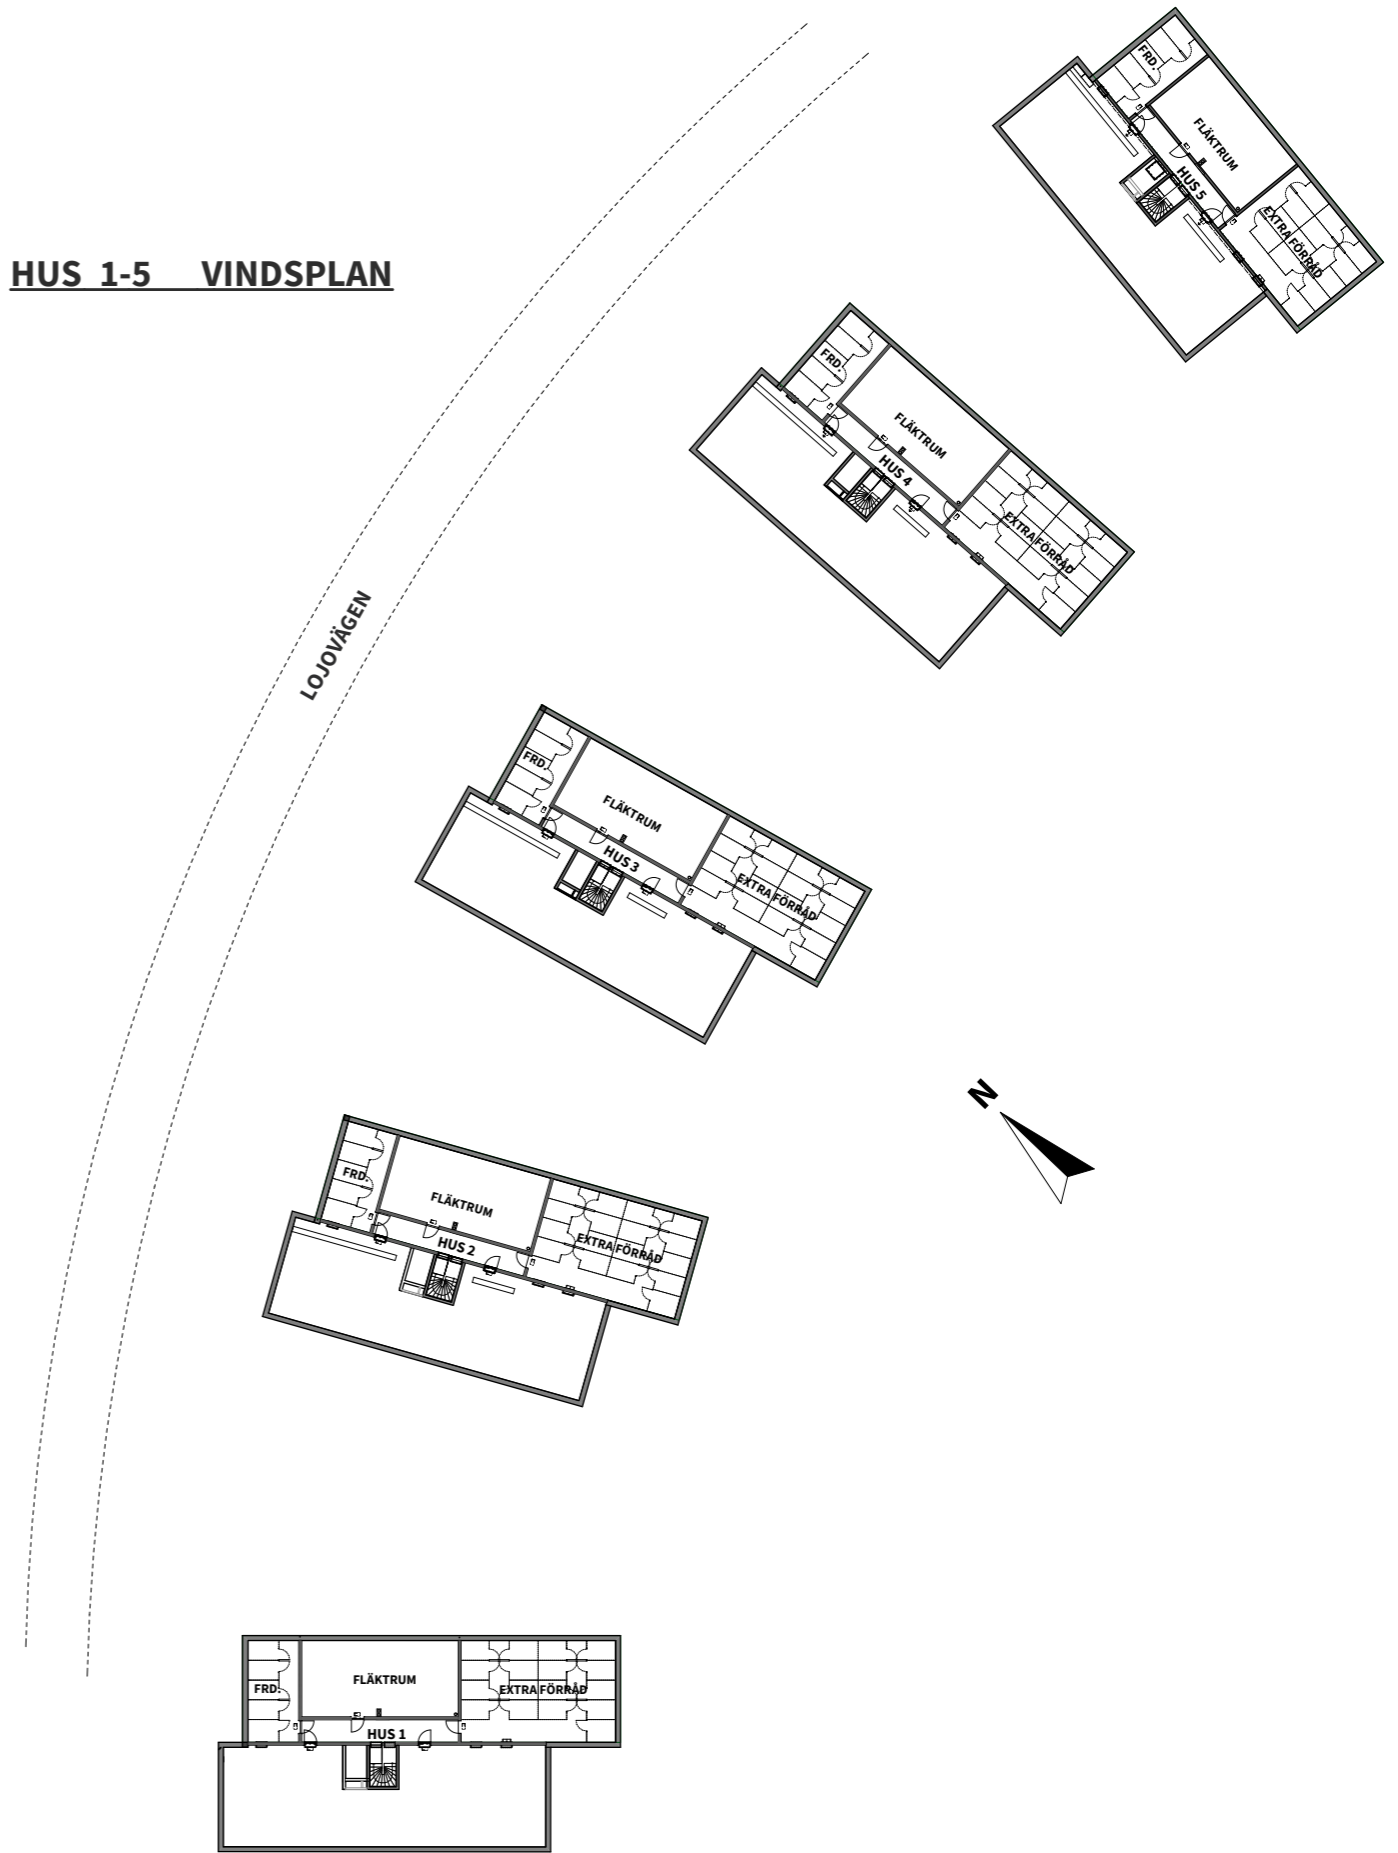 FRD.
FLÄKTRUM
HUS 5
EXTRA FÖRRÅD
HUS 1-5 VINDSPLAN
FRD.
FLÄKTRUM
HUS 4
EXTRA FÖRRÅD
LOJOVÄGEN
FRD.
FLÄKTRUM
HUS 3
EXTRA FÖRRÅD
N
FRD.
FLÄKTRUM
HUS 2
EXTRA FÖRRÅD
FRD.
FLÄKTRUM
EXTRA FÖRRÅD
HUS 1